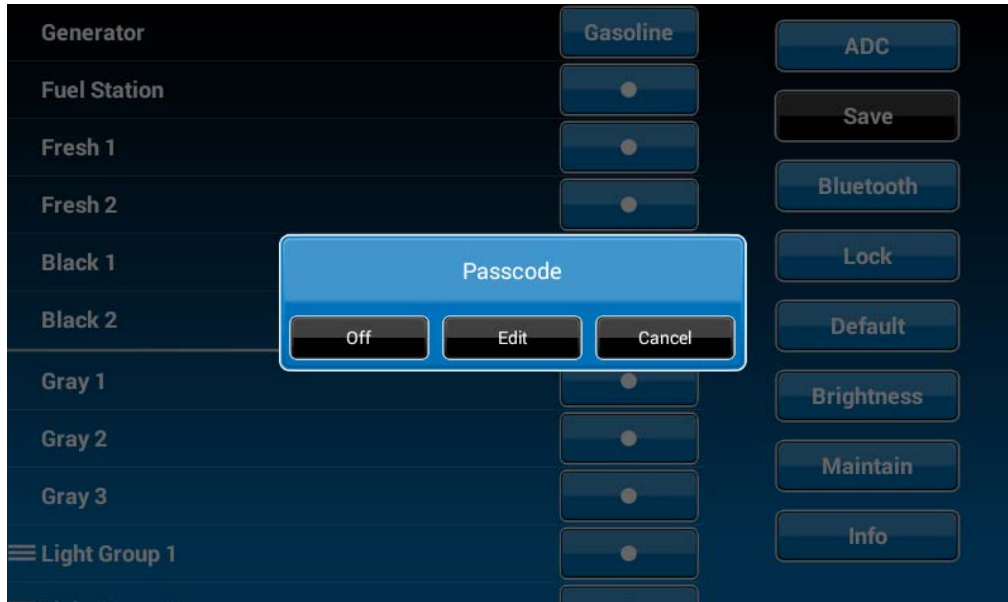 Generator Gasoline
Fuel Station
Fresh 1
Fresh 2
Black 1
Black 2
Gray 1
Gray 2
Gray 3
Light Group 1
Passcode
Off Edit Cancel
ADC
Save
Bluetooth
Lock
Default
Brightness
Maintain
Info